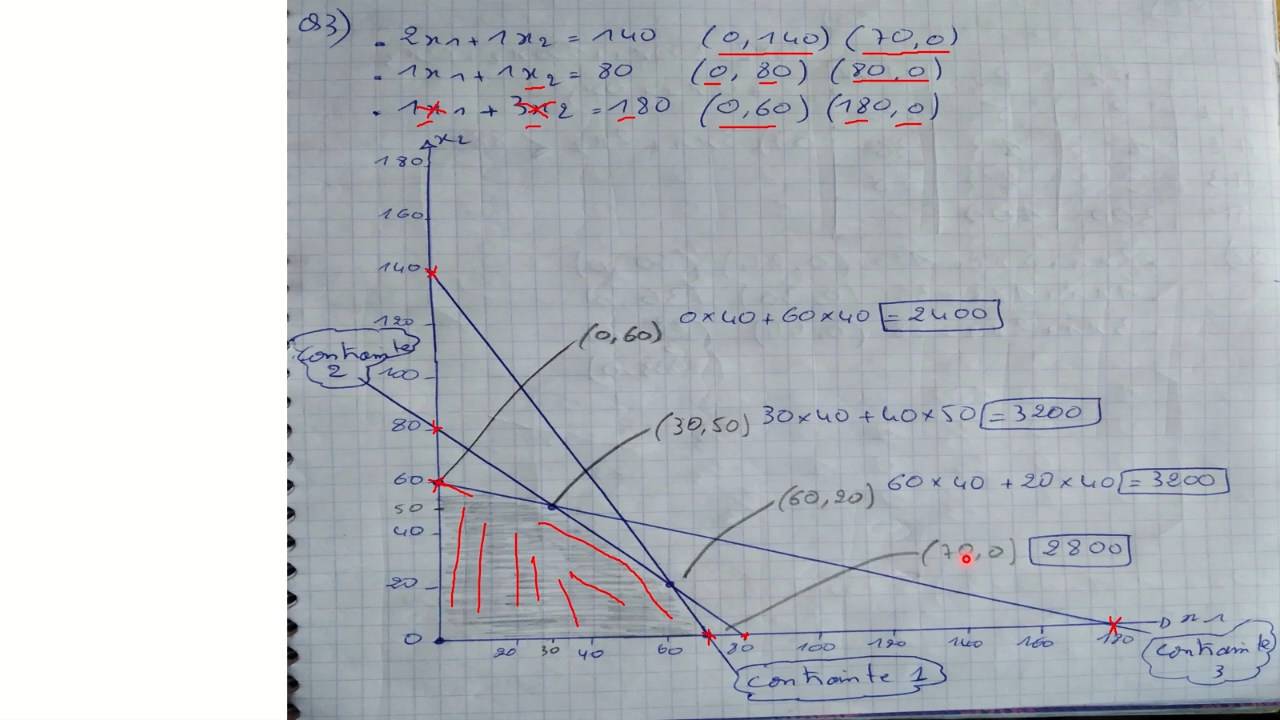 Q3)
• 2x1 + 1x2 = 140 (0,140) (70,0)
• 1x1 + 1x2 = 80 (0, 80) (80,0)
• 1x1 + 3x2 = 180 (0,60) (180,0)
x2
180
160
140
120
100
80
60
50
40
20
0
contrainte 2
(0,60) 0×40+60×40 = 2400
(30,50) 30×40+40×50 = 3200
(60,20) 60×40 +20×40 = 3200
(70,0) 2800
20 30 40 60 80 100 120 140 160 180 x1
contrainte 1
contrainte 3